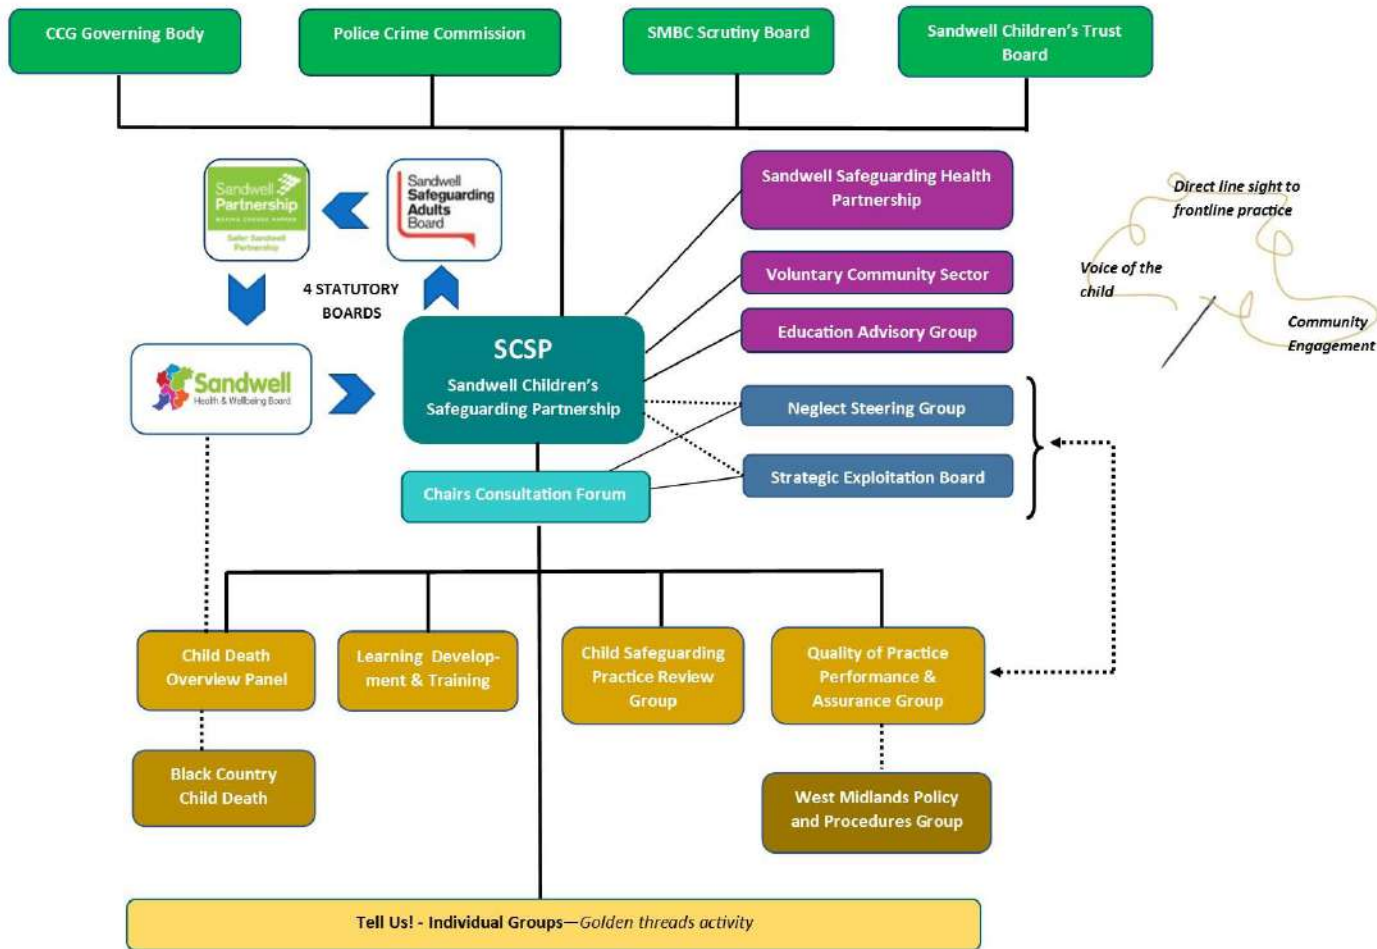 CCG Governing Body
Police Crime Commission
SMBC Scrutiny Board
Sandwell Children's Trust
Board
Sandwell
Partnership
Safer Sandwell
Partnership
Sandwell
Safeguarding
Adults
Board
4 STATUTORY
BOARDS
Sandwell
Health & Wellbeing Board
SCSP
Sandwell Children's
Safeguarding Partnership
Chairs Consultation Forum
Sandwell Safeguarding Health
Partnership
Voluntary Community Sector
Education Advisory Group
Neglect Steering Group
Strategic Exploitation Board
Direct line sight to
frontline practice
Voice of the
child
Community
Engagement
Child Death
Overview Panel
Learning Develop-
ment & Training
Child Safeguarding
Practice Review
Group
Quality of Practice
Performance &
Assurance Group
Black Country
Child Death
West Midlands Policy
and Procedures Group
Tell Us! - Individual Groups—Golden threads activity